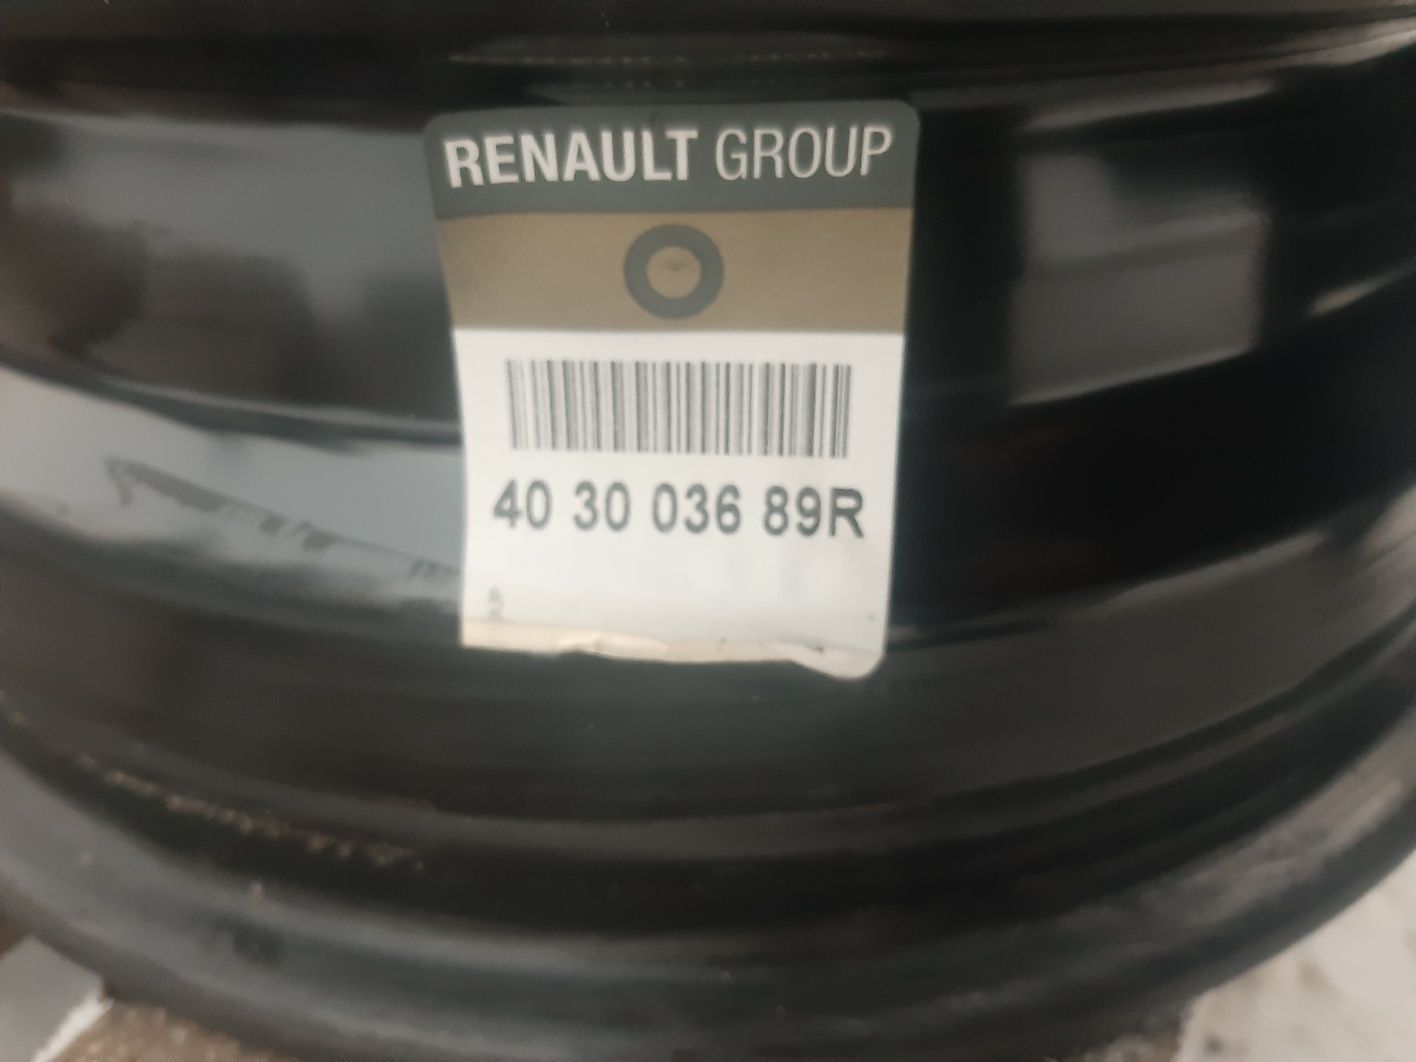 RENAULT GROUP
40 30 036 89R